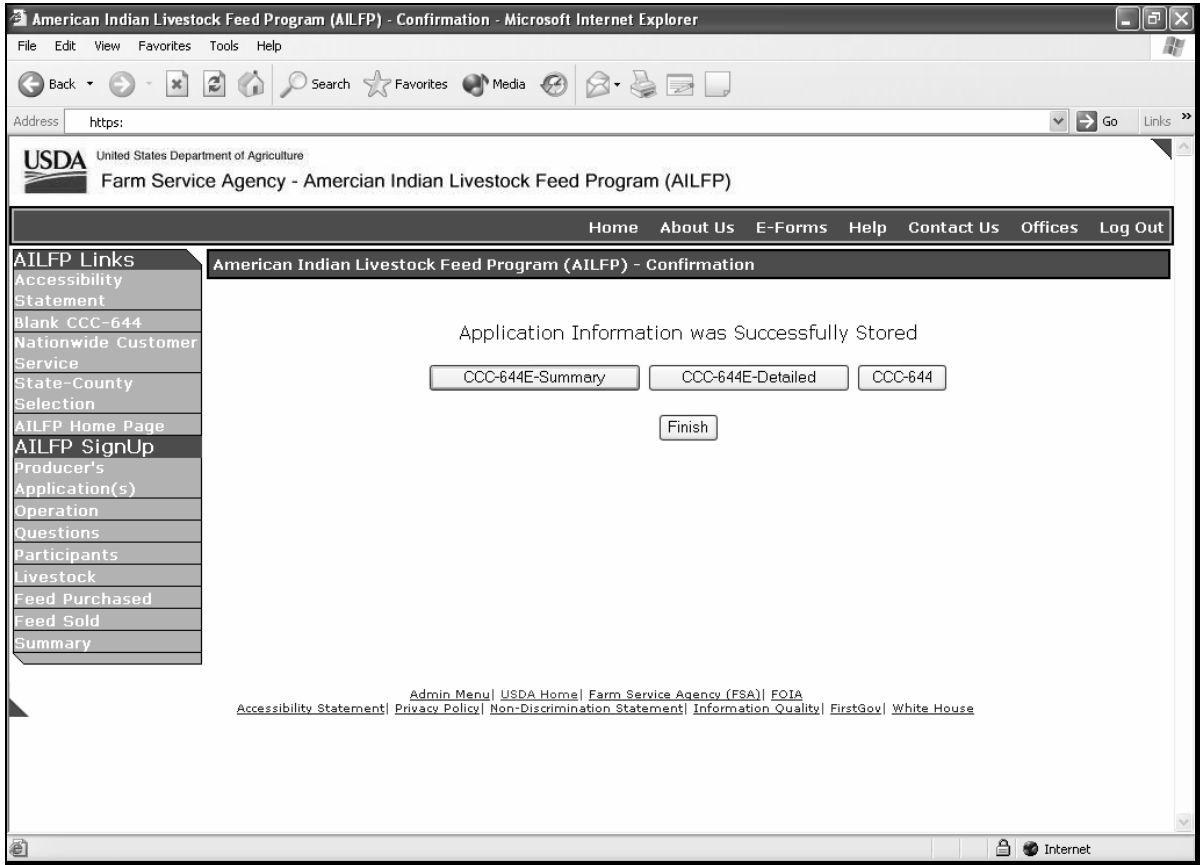 American Indian Livestock Feed Program (AILFP) - Confirmation - Microsoft Internet Explorer
File Edit View Favorites Tools Help
Back Search Favorites Media
Address https: Go Links »
USDA United States Department of Agriculture
Farm Service Agency - Amercian Indian Livestock Feed Program (AILFP)
Home About Us E-Forms Help Contact Us Offices Log Out
AILFP Links
American Indian Livestock Feed Program (AILFP) - Confirmation
Accessibility
Statement
Blank CCC-644
Nationwide Customer
Service
State-County
Selection
AILFP Home Page
AILFP SignUp
Producer's
Application(s)
Operation
Questions
Participants
Livestock
Feed Purchased
Feed Sold
Summary
Application Information was Successfully Stored
CCC-644E-Summary CCC-644E-Detailed CCC-644
Finish
Admin Menu| USDA Home| Farm Service Agency (FSA)| FOIA
Accessibility Statement| Privacy Policy| Non-Discrimination Statement| Information Quality| FirstGov| White House
Internet